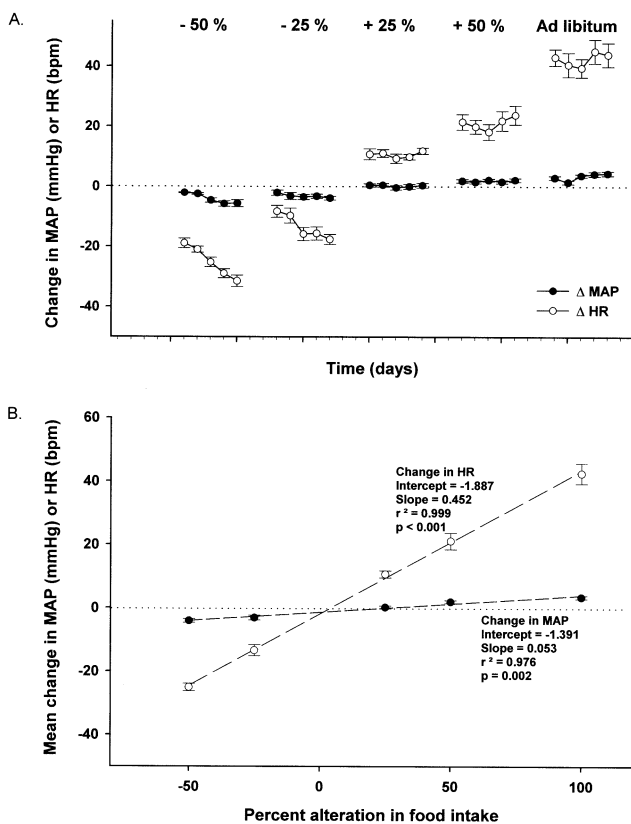 A.
- 50 %
- 25 %
+ 25 %
+ 50 %
Ad libitum
Change in MAP (mmHg) or HR (bpm)
40
20
0
-20
-40
Δ MAP
Δ HR
Time (days)
B.
Mean change in MAP (mmHg) or HR (bpm)
60
40
20
0
-20
-40
Change in HR
Intercept = -1.887
Slope = 0.452
r ² = 0.999
p < 0.001
Change in MAP
Intercept = -1.391
Slope = 0.053
r ² = 0.976
p = 0.002
-50
0
50
100
Percent alteration in food intake